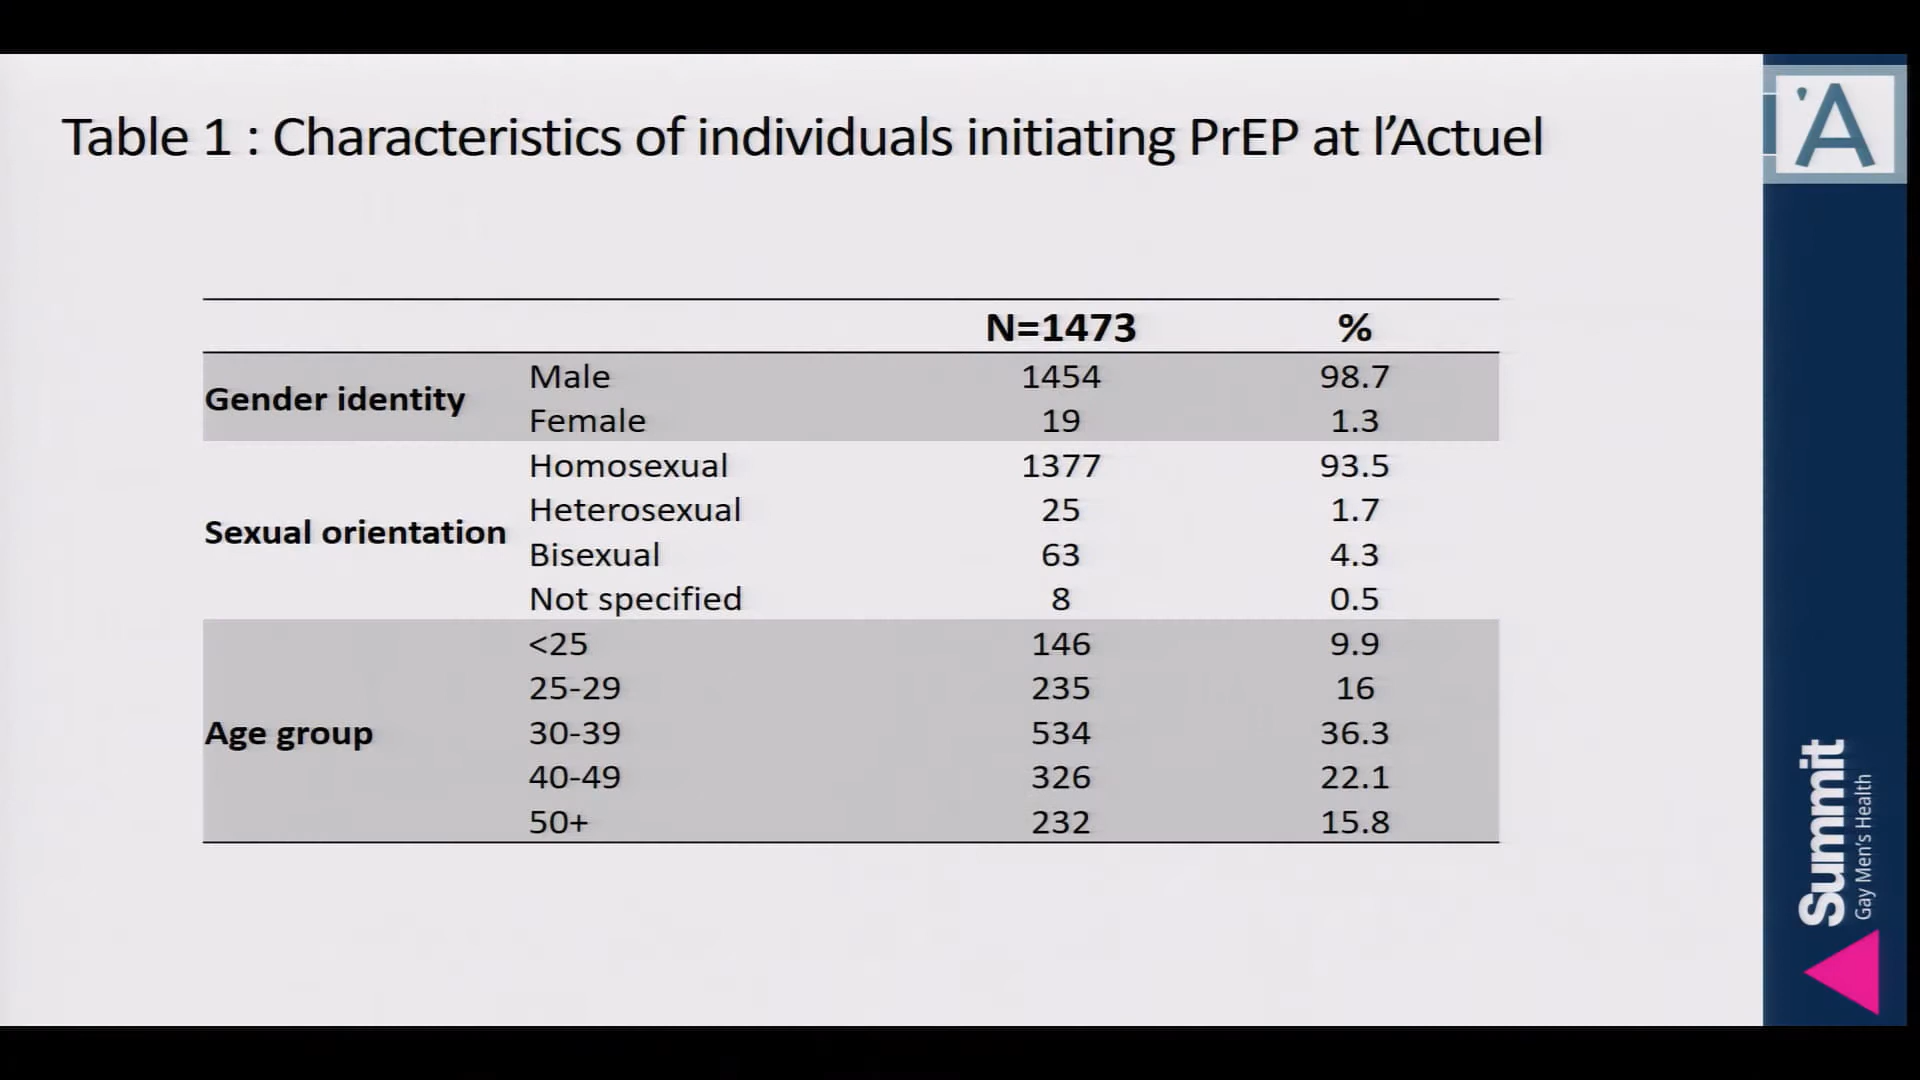 Table 1 : Characteristics of individuals initiating PrEP at l'Actuel
'A
N=1473 %
Gender identity
Male 1454 98.7
Female 19 1.3
Sexual orientation
Homosexual 1377 93.5
Heterosexual 25 1.7
Bisexual 63 4.3
Not specified 8 0.5
Age group
<25 146 9.9
25-29 235 16
30-39 534 36.3
40-49 326 22.1
50+ 232 15.8
Summit
Gay Men's Health